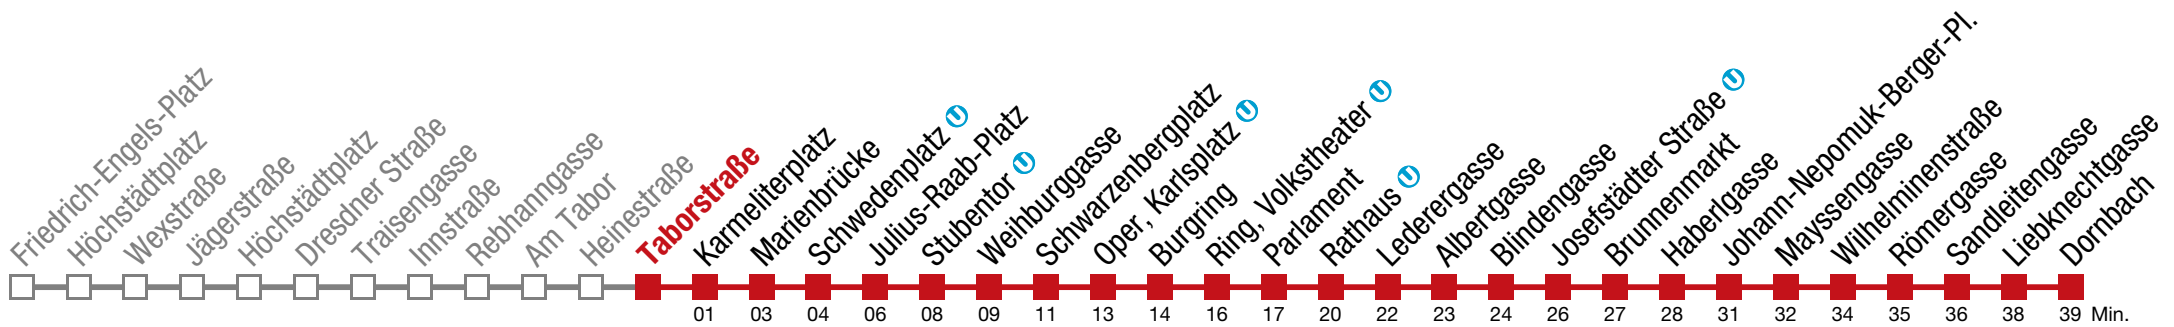 Friedrich-Engels-Platz
Höchstädtplatz
Wexstraße
Jägerstraße
Höchstädtplatz
Dresdner Straße
Traisengasse
Innstraße
Rebhanngasse
Am Tabor
Heinestraße
Taborstraße
Karmeliterplatz
Marienbrücke
Schwedenplatz U
Julius-Raab-Platz
Stubentor U
Weihburggasse
Schwarzenbergplatz
Oper, Karlsplatz U
Burgring
Ring, Volkstheater U
Parlament
Rathaus U
Lederergasse
Albertgasse
Blindengasse
Josefstädter Straße U
Brunnenmarkt
Haberlgasse
Johann-Nepomuk-Berger-Pl.
Mayssengasse
Wilhelminenstraße
Römergasse
Sandleitengasse
Liebknechtgasse
Dornbach
01 03 04 06 08 09 11 13 14 16 17 20 22 23 24 26 27 28 31 32 34 35 36 38 39 Min.